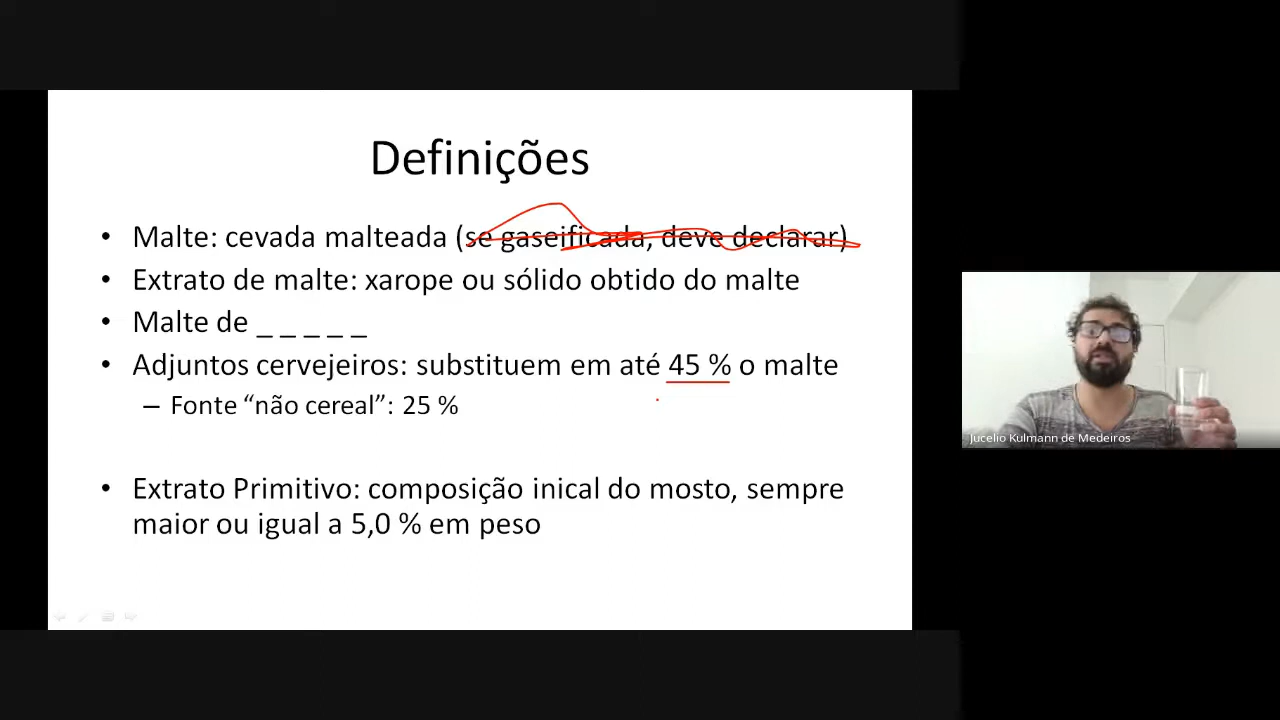 Definições
• Malte: cevada malteada (se gaseificada, deve declarar)
• Extrato de malte: xarope ou sólido obtido do malte
• Malte de _ _ _ _ _
• Adjuntos cervejeiros: substituem em até 45 % o malte
– Fonte “não cereal”: 25 %
• Extrato Primitivo: composição inical do mosto, sempre
maior ou igual a 5,0 % em peso
Jucelio Kulmann de Medeiros